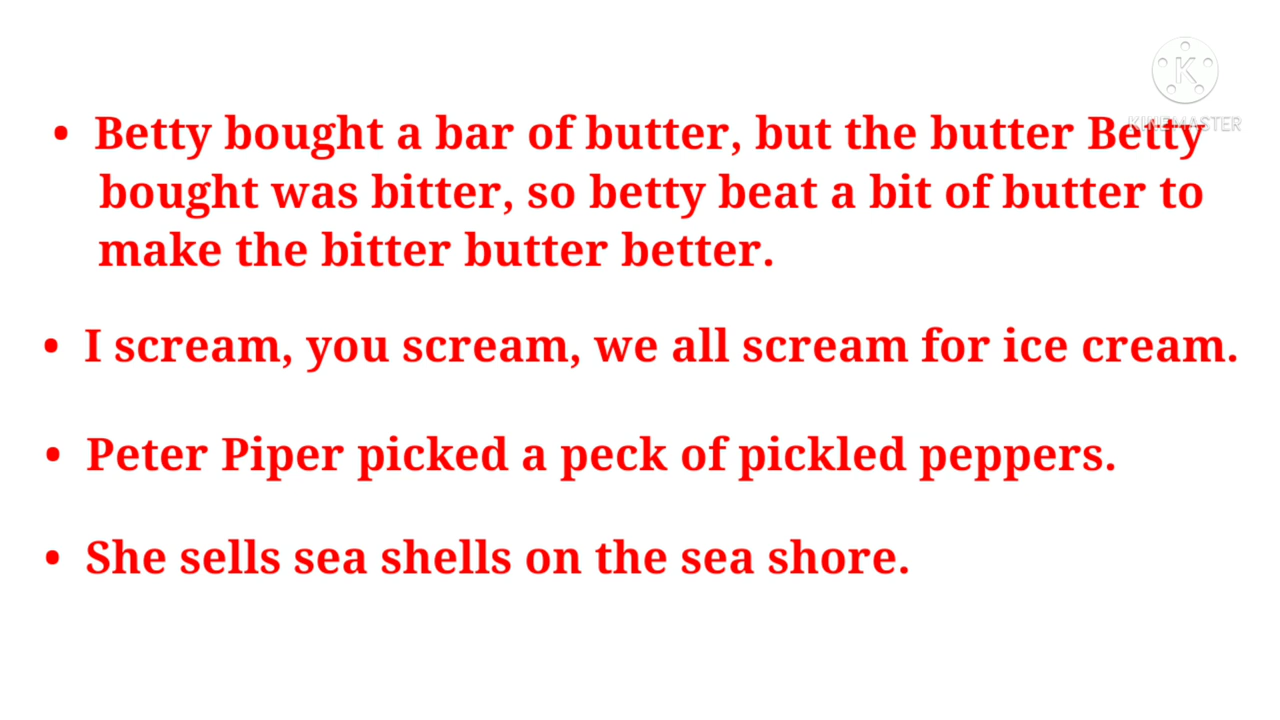 • Betty bought a bar of butter, but the butter Betty
bought was bitter, so betty beat a bit of butter to
make the bitter butter better.
• I scream, you scream, we all scream for ice cream.
• Peter Piper picked a peck of pickled peppers.
• She sells sea shells on the sea shore.
K
KINEMASTER